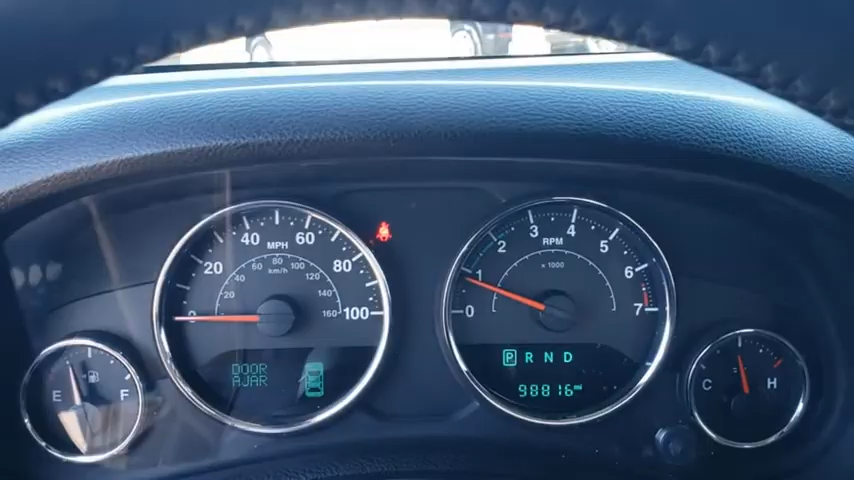 20 40 60 80 100
MPH
km/h
20 40 60 80 100 120 140 160
0
DOOR
AJAR
0 1 2 3 4 5 6 7
RPM
x 1000
P R N D
98816 mi
E F
C H